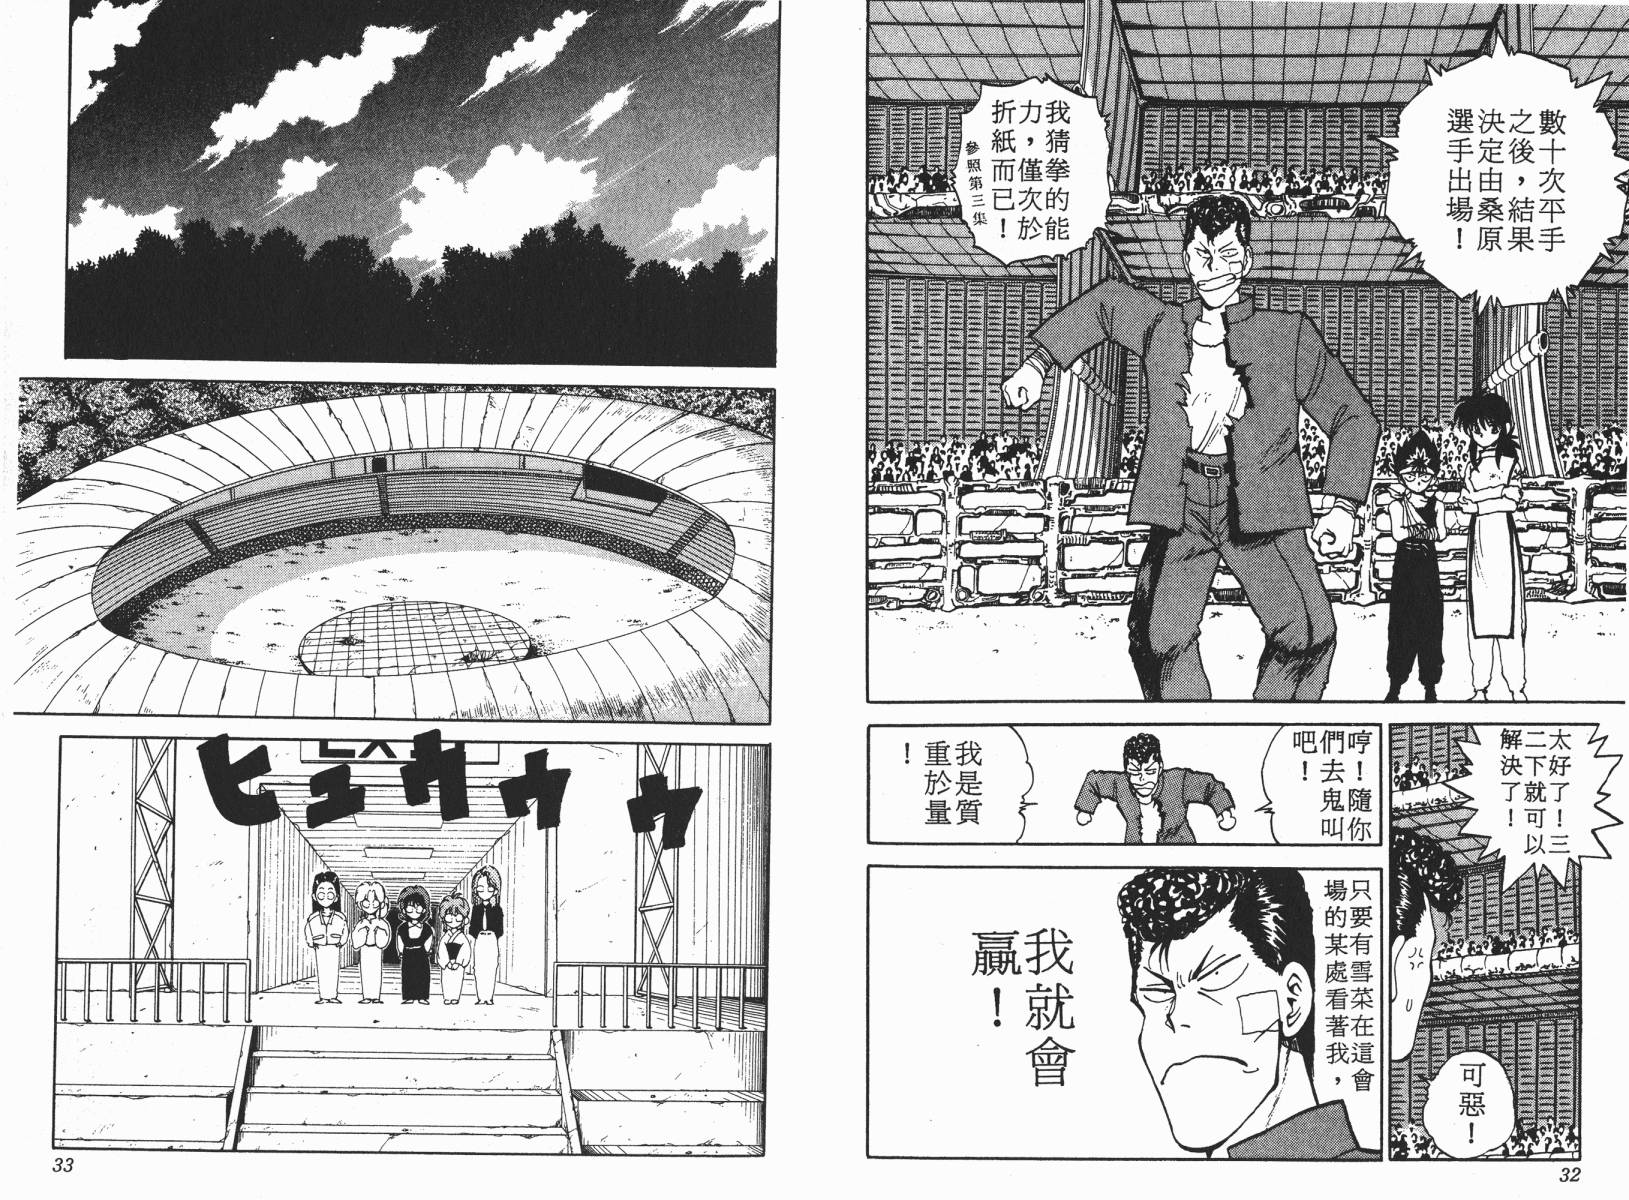 數十次平手
之後，結果
決定由桑原
選手出場！
我猜拳的能
力，僅次於
折紙而已！
參照第三集
太好了！三
二下就可以
解決了！
可惡！
哼！隨你
們去鬼叫
吧！
我是質
重於量
！
只要有雪菜在這會
場的某處看著我，
我就會
贏！
32
EX
ヒュウゥゥ
33